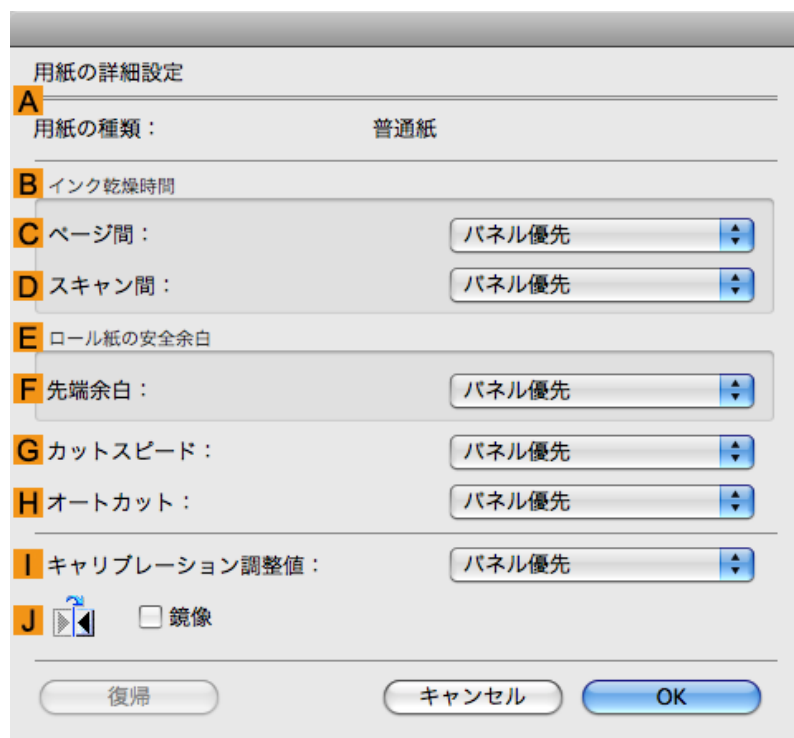 用紙の詳細設定
A
用紙の種類： 普通紙
B インク乾燥時間
C ページ間： パネル優先
D スキャン間： パネル優先
E ロール紙の安全余白
F 先端余白： パネル優先
G カットスピード： パネル優先
H オートカット： パネル優先
I キャリブレーション調整値： パネル優先
J 鏡像
復帰 キャンセル OK